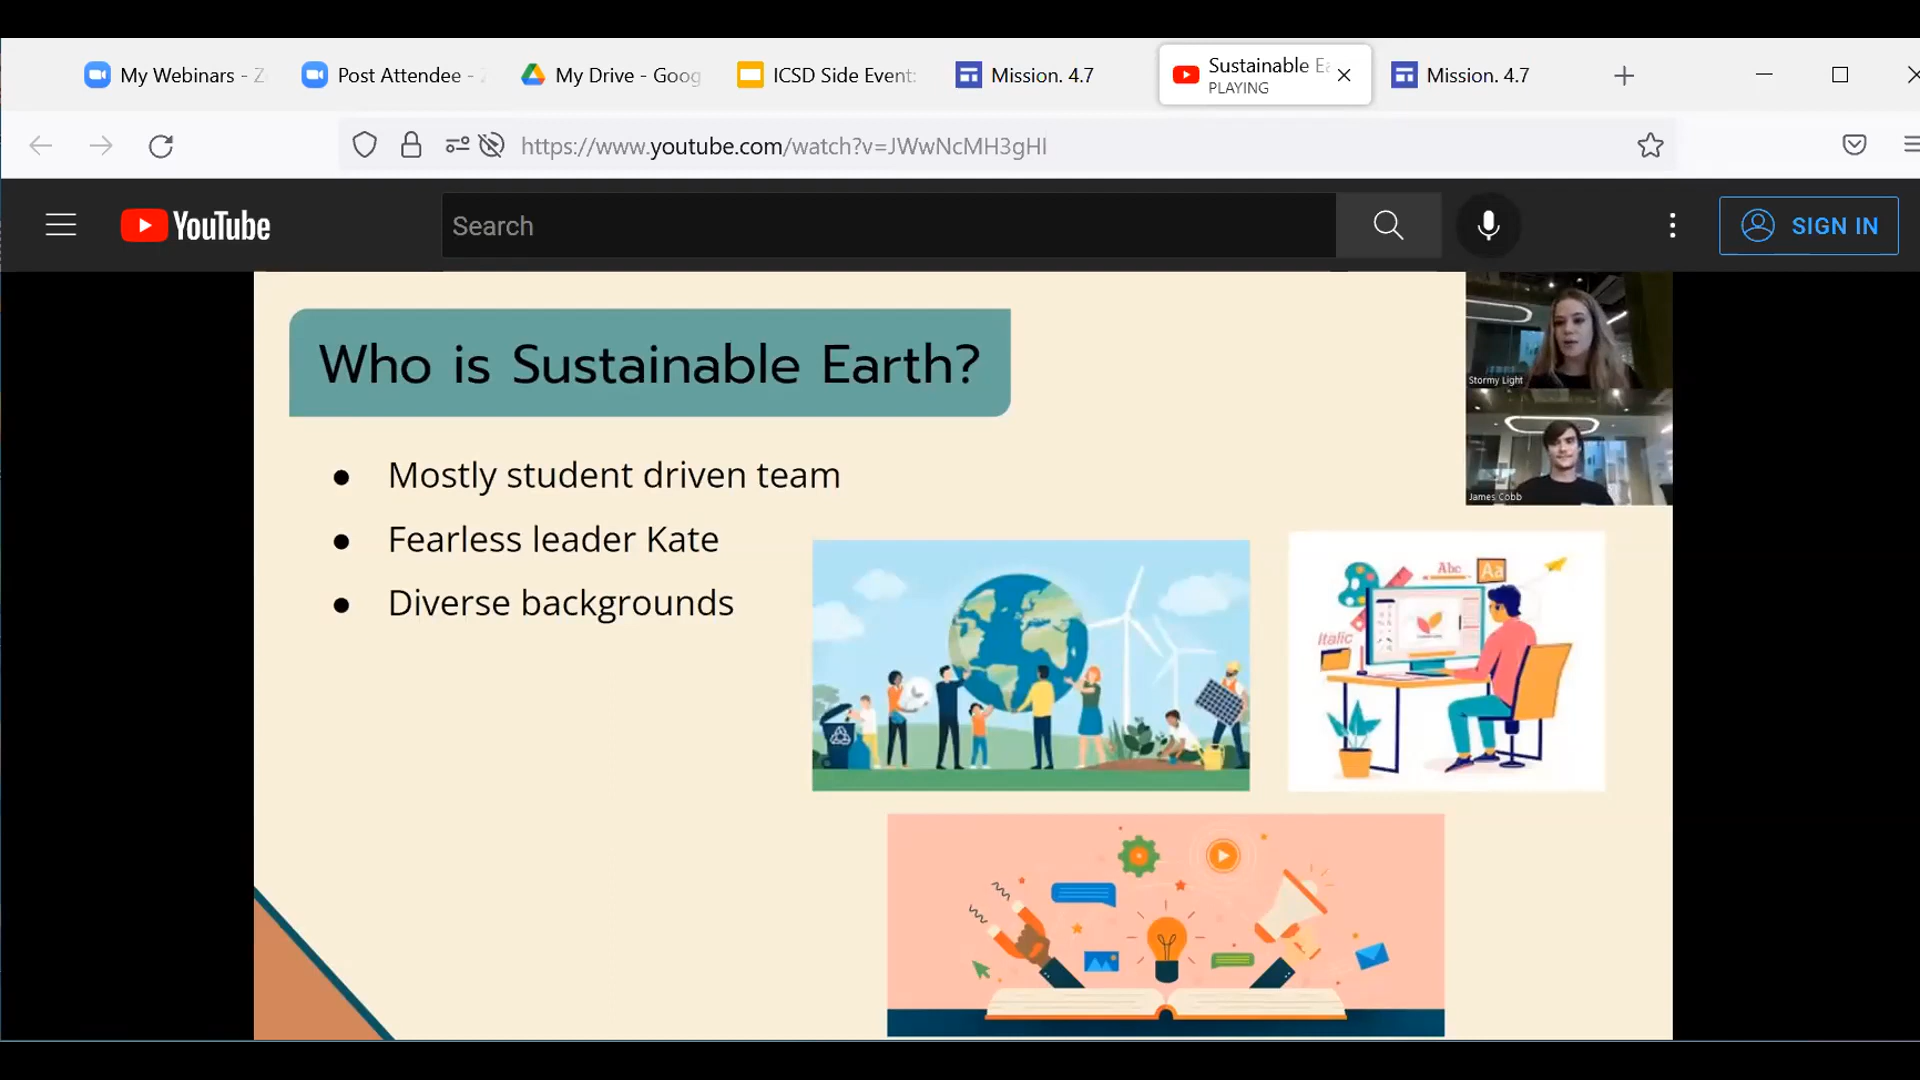 My Webinars - Z
Post Attendee -
My Drive - Goog
ICSD Side Event:
Mission. 4.7
Sustainable Ea
PLAYING
Mission. 4.7
https://www.youtube.com/watch?v=JWwNcMH3gHI
YouTube
Search
SIGN IN
Who is Sustainable Earth?
Stormy Light
James Cobb
● Mostly student driven team
● Fearless leader Kate
● Diverse backgrounds
Abc
Aa
Italic